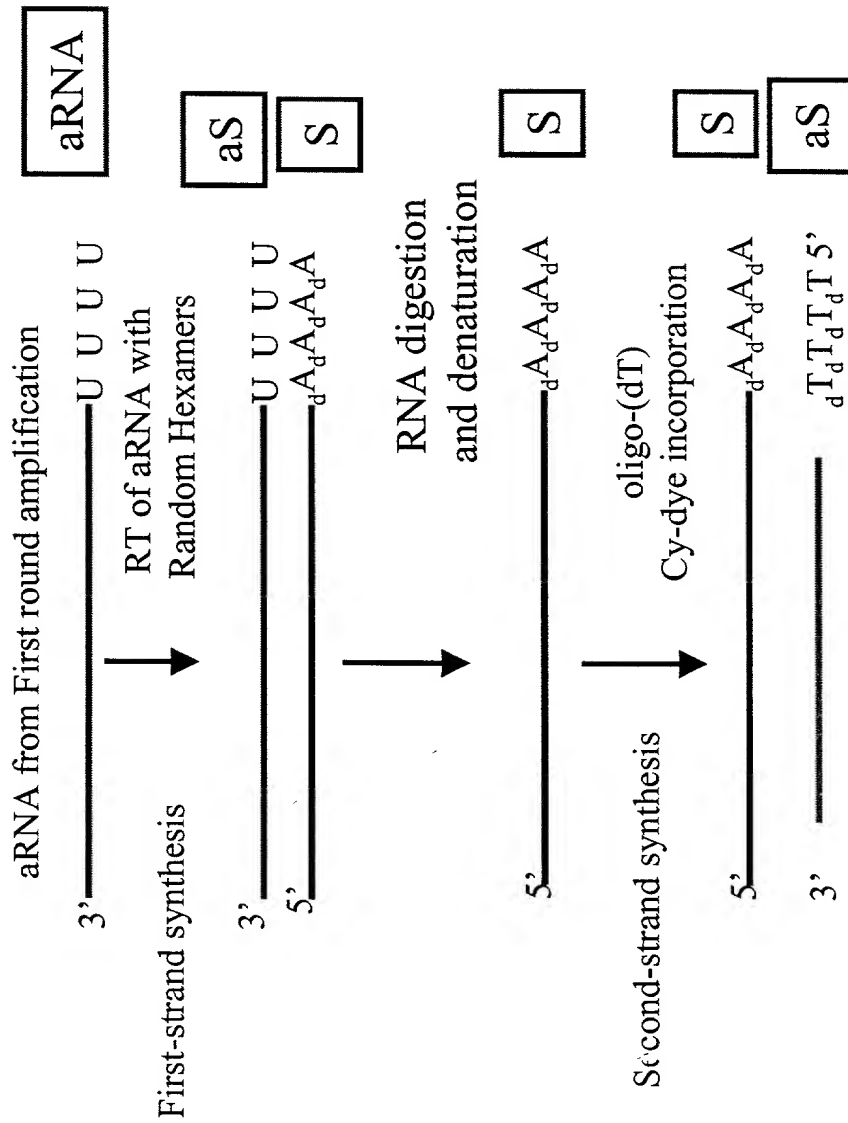 aRNA from First round amplification
3’ U U U U aRNA
First-strand synthesis
RT of aRNA with
Random Hexamers
3’ U U U U aS
5’ dAdAdAdA S
RNA digestion
and denaturation
5’ dAdAdAdA S
Second-strand synthesis
oligo-(dT)
Cy-dye incorporation
5’ dAdAdAdA S
3’ dTdTdTdT 5’ aS